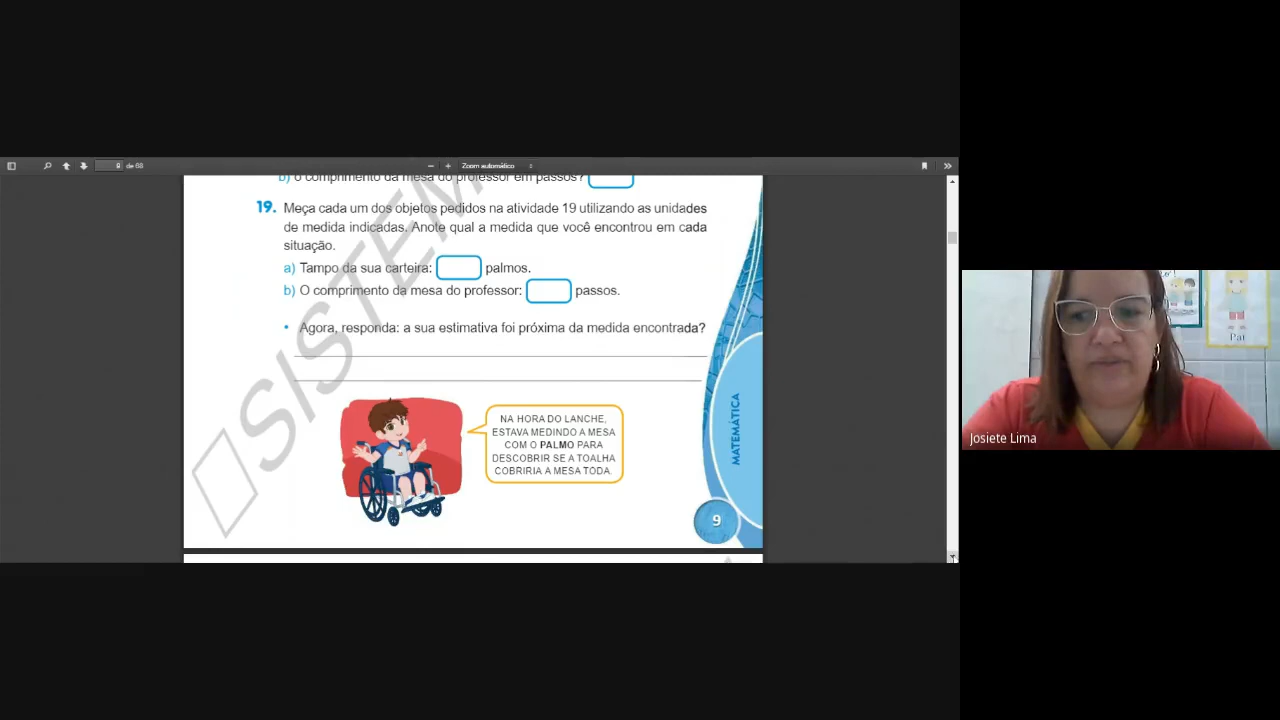 9 de 68
Zoom automático
b) o comprimento da mesa do professor em passos?
19. Meça cada um dos objetos pedidos na atividade 19 utilizando as unidades
de medida indicadas. Anote qual a medida que você encontrou em cada
situação.
a) Tampo da sua carteira: palmos.
b) O comprimento da mesa do professor: passos.
• Agora, responda: a sua estimativa foi próxima da medida encontrada?
NA HORA DO LANCHE,
ESTAVA MEDINDO A MESA
COM O PALMO PARA
DESCOBRIR SE A TOALHA
COBRIRIA A MESA TODA.
MATEMÁTICA
9
SISTEM
Pai
Josiete Lima